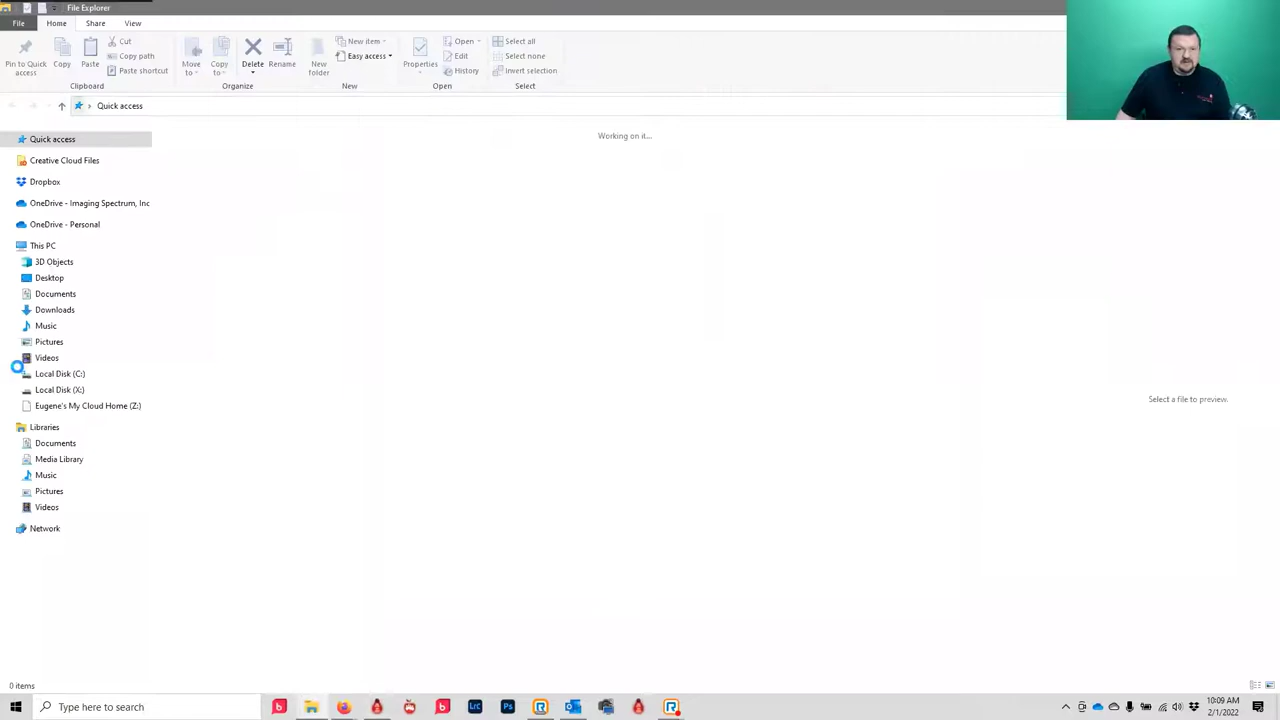 File Explorer
File Home Share View
Pin to Quick access
Copy
Paste
Cut
Copy path
Paste shortcut
Clipboard
Move to
Copy to
Delete
Rename
Organize
New folder
New item
Easy access
New
Properties
Open
Edit
History
Open
Select all
Select none
Invert selection
Select
Quick access
Working on it...
Quick access
Creative Cloud Files
Dropbox
OneDrive - Imaging Spectrum, Inc
OneDrive - Personal
This PC
3D Objects
Desktop
Documents
Downloads
Music
Pictures
Videos
Local Disk (C:)
Local Disk (X:)
Eugene's My Cloud Home (Z:)
Libraries
Documents
Media Library
Music
Pictures
Videos
Network
Select a file to preview.
0 items
Type here to search
Lrc
Ps
10:09 AM
2/1/2022